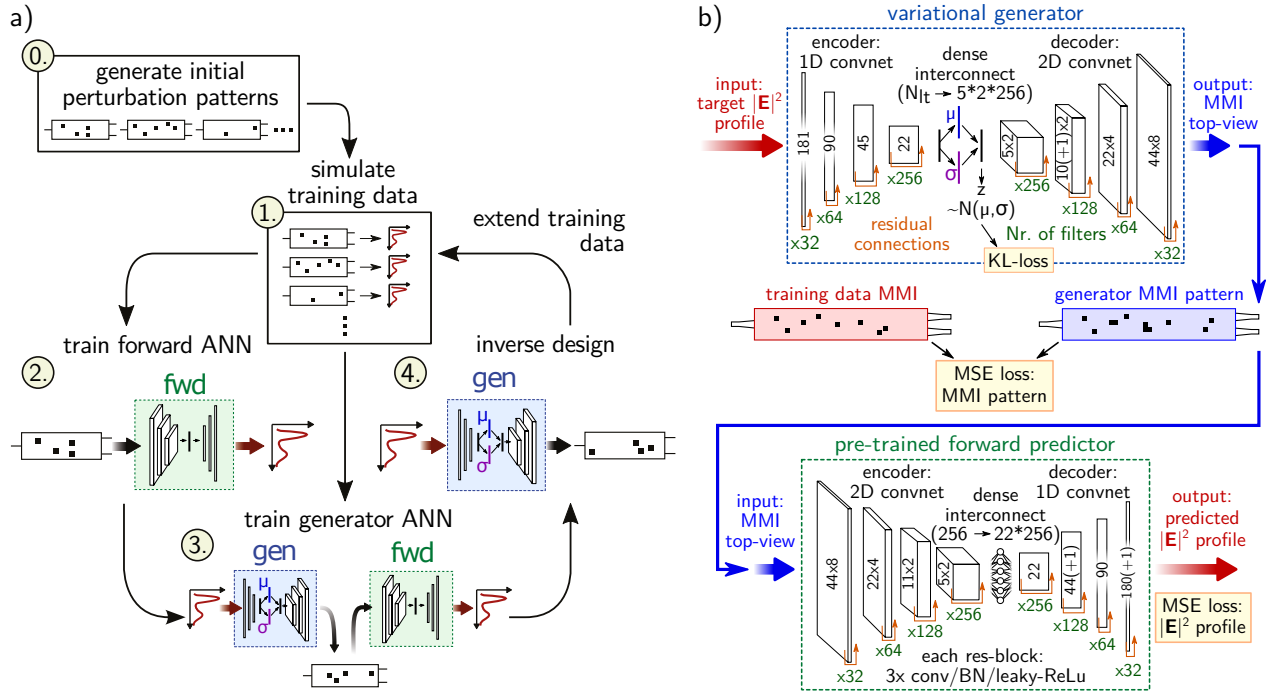 a)
0.
generate initial
perturbation patterns
simulate
training data
1.
extend training
data
train forward ANN
2.
fwd
inverse design
4.
gen
μ
σ
train generator ANN
3.
gen
μ
σ
fwd
b)
variational generator
encoder:
1D convnet
dense
interconnect
(N_lt → 5*2*256)
decoder:
2D convnet
input:
target |E|²
profile
output:
MMI
top-view
181
90
45
22
μ
σ
z
~N(μ,σ)
5x2
10(+1)x2
22x4
44x8
x32
x64
x128
x256
x256
x128
x64
x32
residual
connections
Nr. of filters
KL-loss
training data MMI
generator MMI pattern
MSE loss:
MMI pattern
pre-trained forward predictor
encoder:
2D convnet
dense
interconnect
(256 → 22*256)
decoder:
1D convnet
input:
MMI
top-view
output:
predicted
|E|² profile
44x8
22x4
11x2
5x2
22
44(+1)
90
180(+1)
x32
x64
x128
x256
x256
x128
x64
x32
each res-block:
3x conv/BN/leaky-ReLu
MSE loss:
|E|² profile